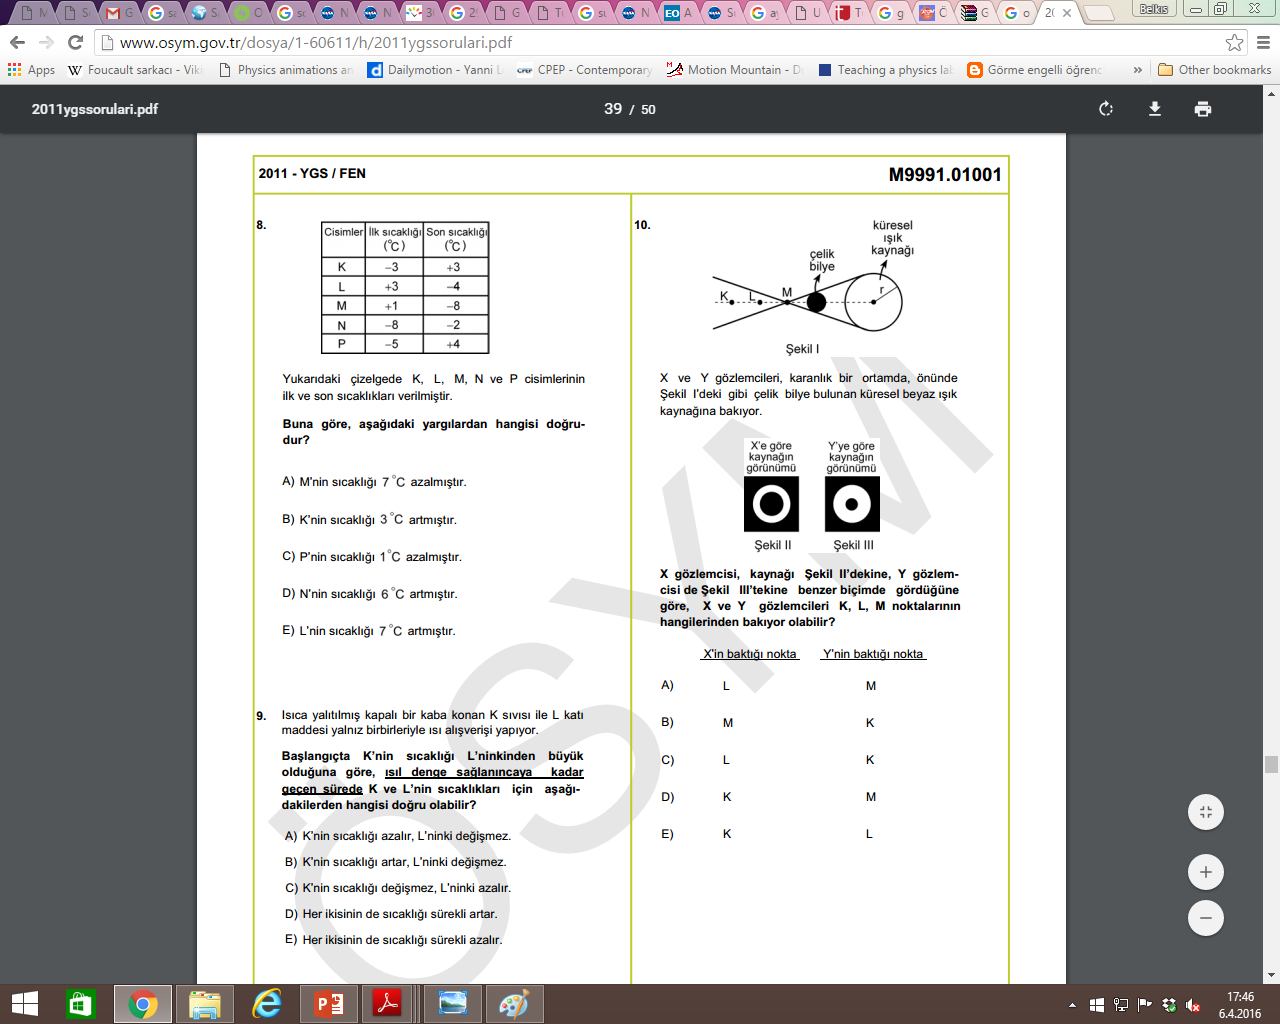 Belkis
www.osym.gov.tr/dosya/1-60611/h/2011ygssorulari.pdf
Apps
Foucault sarkacı - Viki
Physics animations an
Dailymotion - Yanni L
CPEP - Contemporary
Motion Mountain - D
Teaching a physics lab
Görme engelli öğrenc
»
Other bookmarks
2011ygssorulari.pdf
39 / 50
2011 - YGS / FEN
M9991.01001
8.
Cisimler İlk sıcaklığı (°C) Son sıcaklığı (°C)
K −3 +3
L +3 −4
M +1 −8
N −8 −2
P −5 +4
Yukarıdaki çizelgede K, L, M, N ve P cisimlerinin
ilk ve son sıcaklıkları verilmiştir.
Buna göre, aşağıdaki yargılardan hangisi doğru-
dur?
A) M'nin sıcaklığı 7 °C azalmıştır.
B) K'nin sıcaklığı 3 °C artmıştır.
C) P'nin sıcaklığı 1 °C azalmıştır.
D) N'nin sıcaklığı 6 °C artmıştır.
E) L'nin sıcaklığı 7 °C artmıştır.
9. Isıca yalıtılmış kapalı bir kaba konan K sıvısı ile L katı
maddesi yalnız birbirleriyle ısı alışverişi yapıyor.
Başlangıçta K'nin sıcaklığı L'ninkinden büyük
olduğuna göre, ısıl denge sağlanıncaya kadar
geçen sürede K ve L'nin sıcaklıkları için aşağı-
dakilerden hangisi doğru olabilir?
A) K'nin sıcaklığı azalır, L'ninki değişmez.
B) K'nin sıcaklığı artar, L'ninki değişmez.
C) K'nin sıcaklığı değişmez, L'ninki azalır.
D) Her ikisinin de sıcaklığı sürekli artar.
E) Her ikisinin de sıcaklığı sürekli azalır.
10.
küresel
ışık
kaynağı
çelik
bilye
K L M r
Şekil I
X ve Y gözlemcileri, karanlık bir ortamda, önünde
Şekil I'deki gibi çelik bilye bulunan küresel beyaz ışık
kaynağına bakıyor.
X'e göre
kaynağın
görünümü
Y'ye göre
kaynağın
görünümü
Şekil II
Şekil III
X gözlemcisi, kaynağı Şekil II'dekine, Y gözlem-
cisi de Şekil III'tekine benzer biçimde gördüğüne
göre, X ve Y gözlemcileri K, L, M noktalarının
hangilerinden bakıyor olabilir?
X'in baktığı nokta Y'nin baktığı nokta
A) L M
B) M K
C) L K
D) K M
E) K L
ÖSYM
17:46
6.4.2016